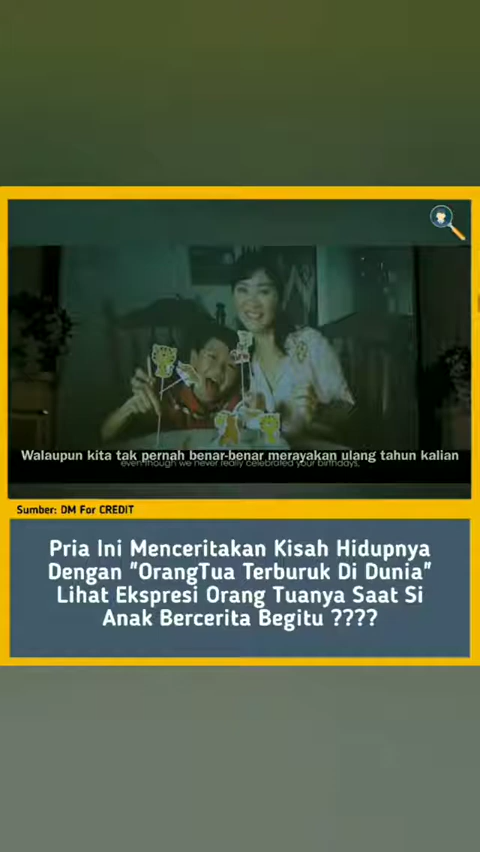 Walaupun kita tak pernah benar-benar merayakan ulang tahun kalian
even though we never really celebrated your birthdays,
Sumber: DM For CREDIT
Pria Ini Menceritakan Kisah Hidupnya
Dengan "OrangTua Terburuk Di Dunia"
Lihat Ekspresi Orang Tuanya Saat Si
Anak Bercerita Begitu ????